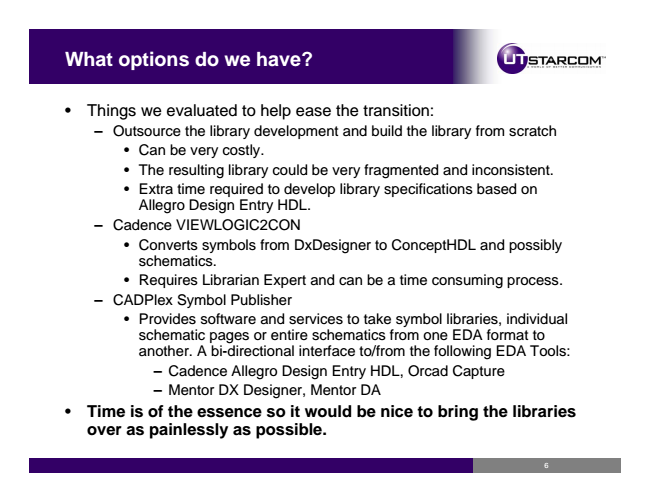 What options do we have?
UTSTARCOM™
• Things we evaluated to help ease the transition:
– Outsource the library development and build the library from scratch
• Can be very costly.
• The resulting library could be very fragmented and inconsistent.
• Extra time required to develop library specifications based on
Allegro Design Entry HDL.
– Cadence VIEWLOGIC2CON
• Converts symbols from DxDesigner to ConceptHDL and possibly
schematics.
• Requires Librarian Expert and can be a time consuming process.
– CADPlex Symbol Publisher
• Provides software and services to take symbol libraries, individual
schematic pages or entire schematics from one EDA format to
another. A bi-directional interface to/from the following EDA Tools:
– Cadence Allegro Design Entry HDL, Orcad Capture
– Mentor DX Designer, Mentor DA
• Time is of the essence so it would be nice to bring the libraries
over as painlessly as possible.
6